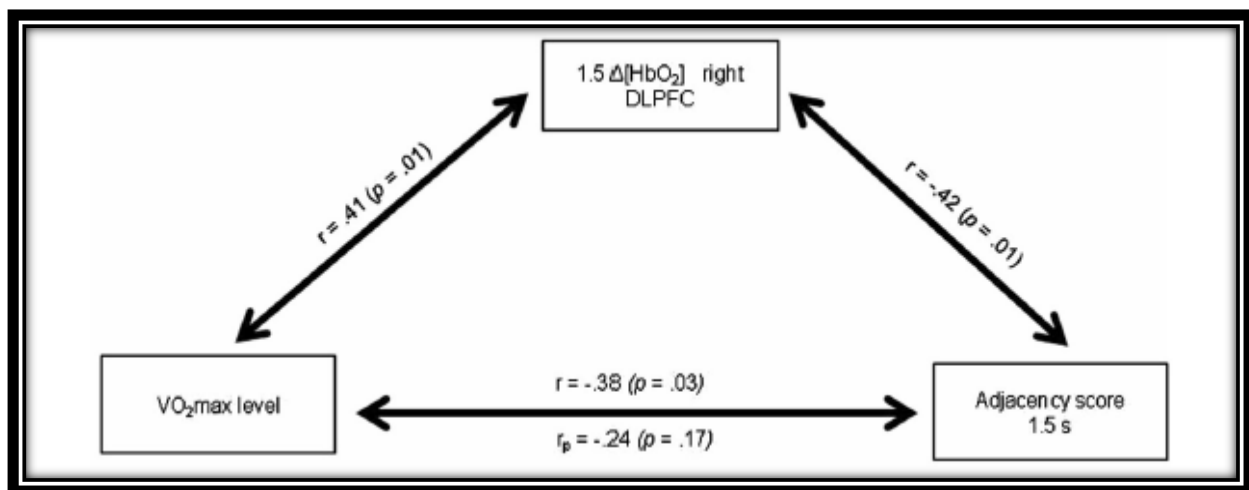 1.5 Δ[HbO₂] right
DLPFC
r = .41 (p = .01)
r = -.42 (p = .01)
VO₂max level
r = -.38 (p = .03)
rₚ = -.24 (p = .17)
Adjacency score
1.5 s